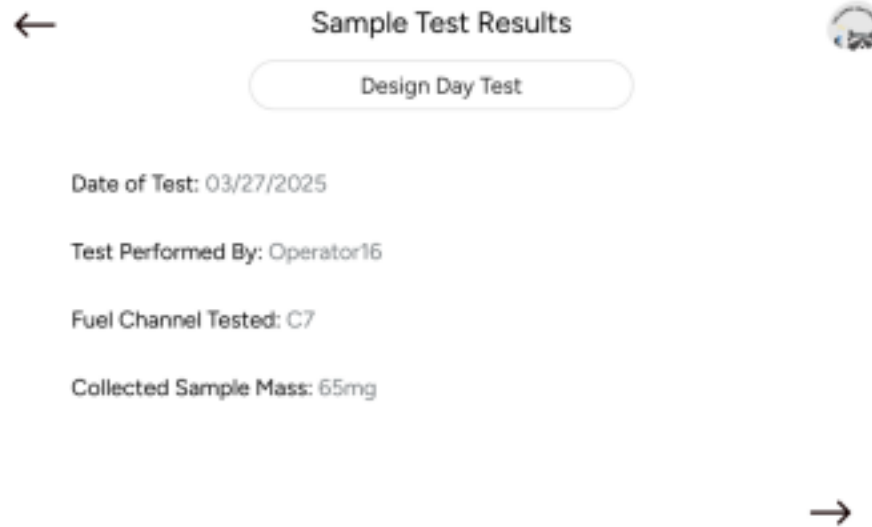 Sample Test Results
Design Day Test
Date of Test: 03/27/2025
Test Performed By: Operator16
Fuel Channel Tested: C7
Collected Sample Mass: 65mg